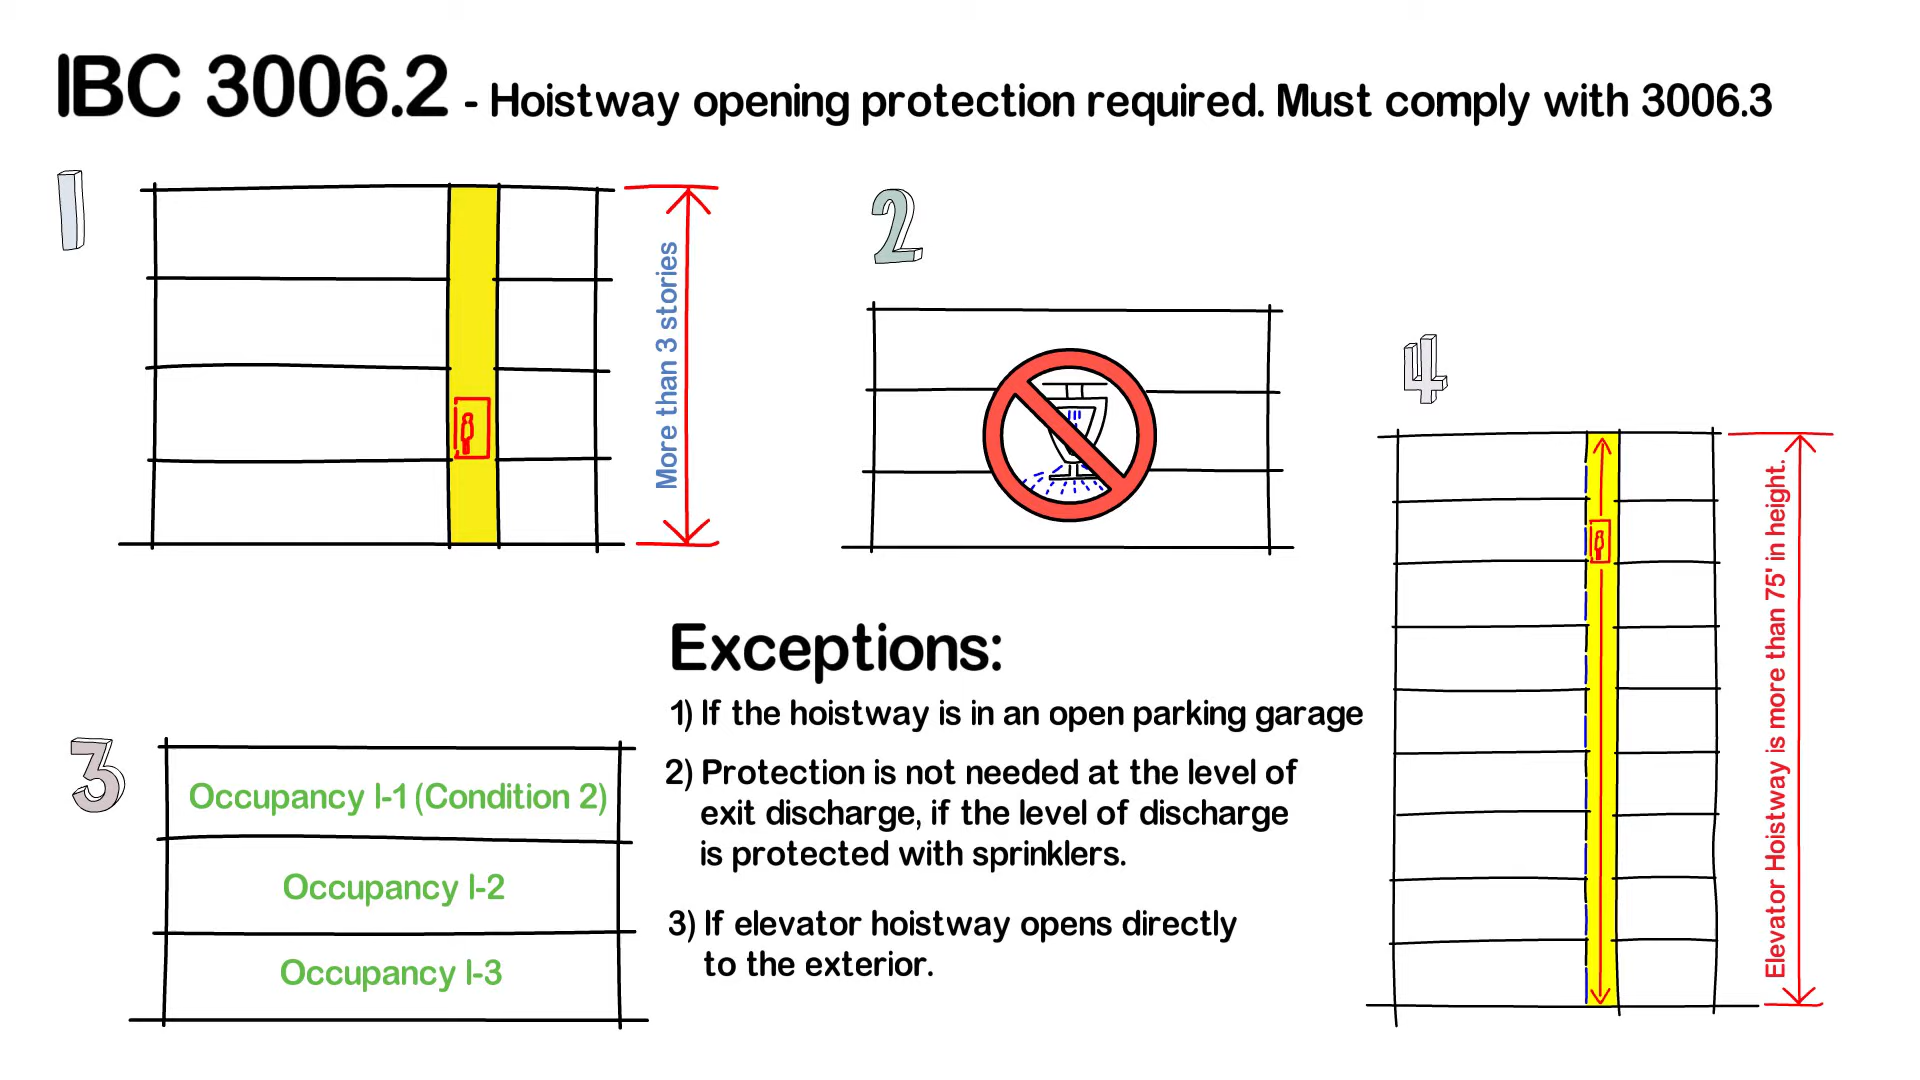 IBC 3006.2 - Hoistway opening protection required. Must comply with 3006.3
1
More than 3 stories
2
4
Elevator Hoistway is more than 75' in height.
3
Occupancy I-1 (Condition 2)
Occupancy I-2
Occupancy I-3
Exceptions:
1) If the hoistway is in an open parking garage
2) Protection is not needed at the level of
exit discharge, if the level of discharge
is protected with sprinklers.
3) If elevator hoistway opens directly
to the exterior.